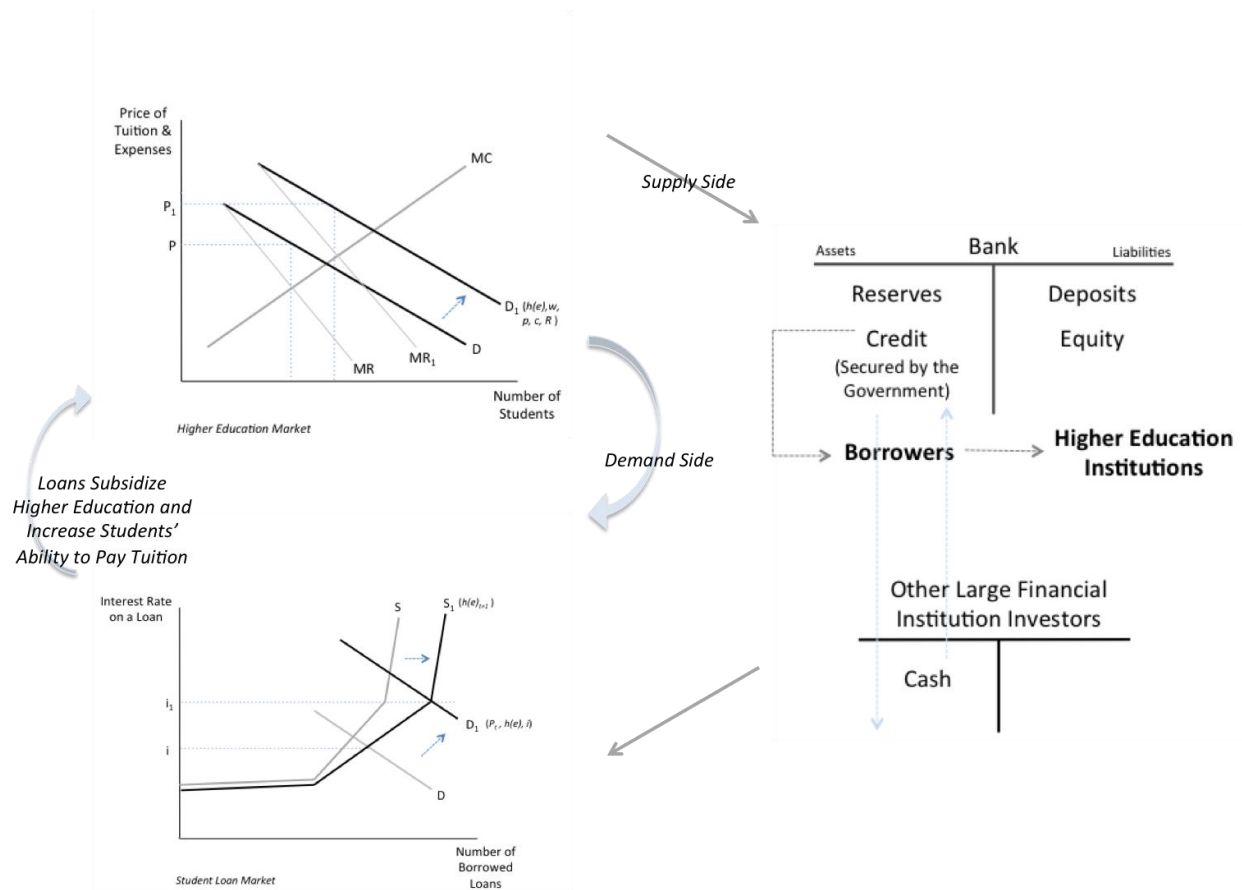 Price of
Tuition &
Expenses
MC
P1
P
D1 (h(e),w,
p, c, R )
D
MR1
MR
Number of
Students
Higher Education Market
Supply Side
Demand Side
Loans Subsidize
Higher Education and
Increase Students’
Ability to Pay Tuition
Assets
Bank
Liabilities
Reserves
Deposits
Credit
Equity
(Secured by the
Government)
Borrowers
Higher Education
Institutions
Other Large Financial
Institution Investors
Cash
Interest Rate
on a Loan
S
S1 (h(e)t+1 )
i1
D1 (Pt , h(e), i)
i
D
Number of
Borrowed
Loans
Student Loan Market